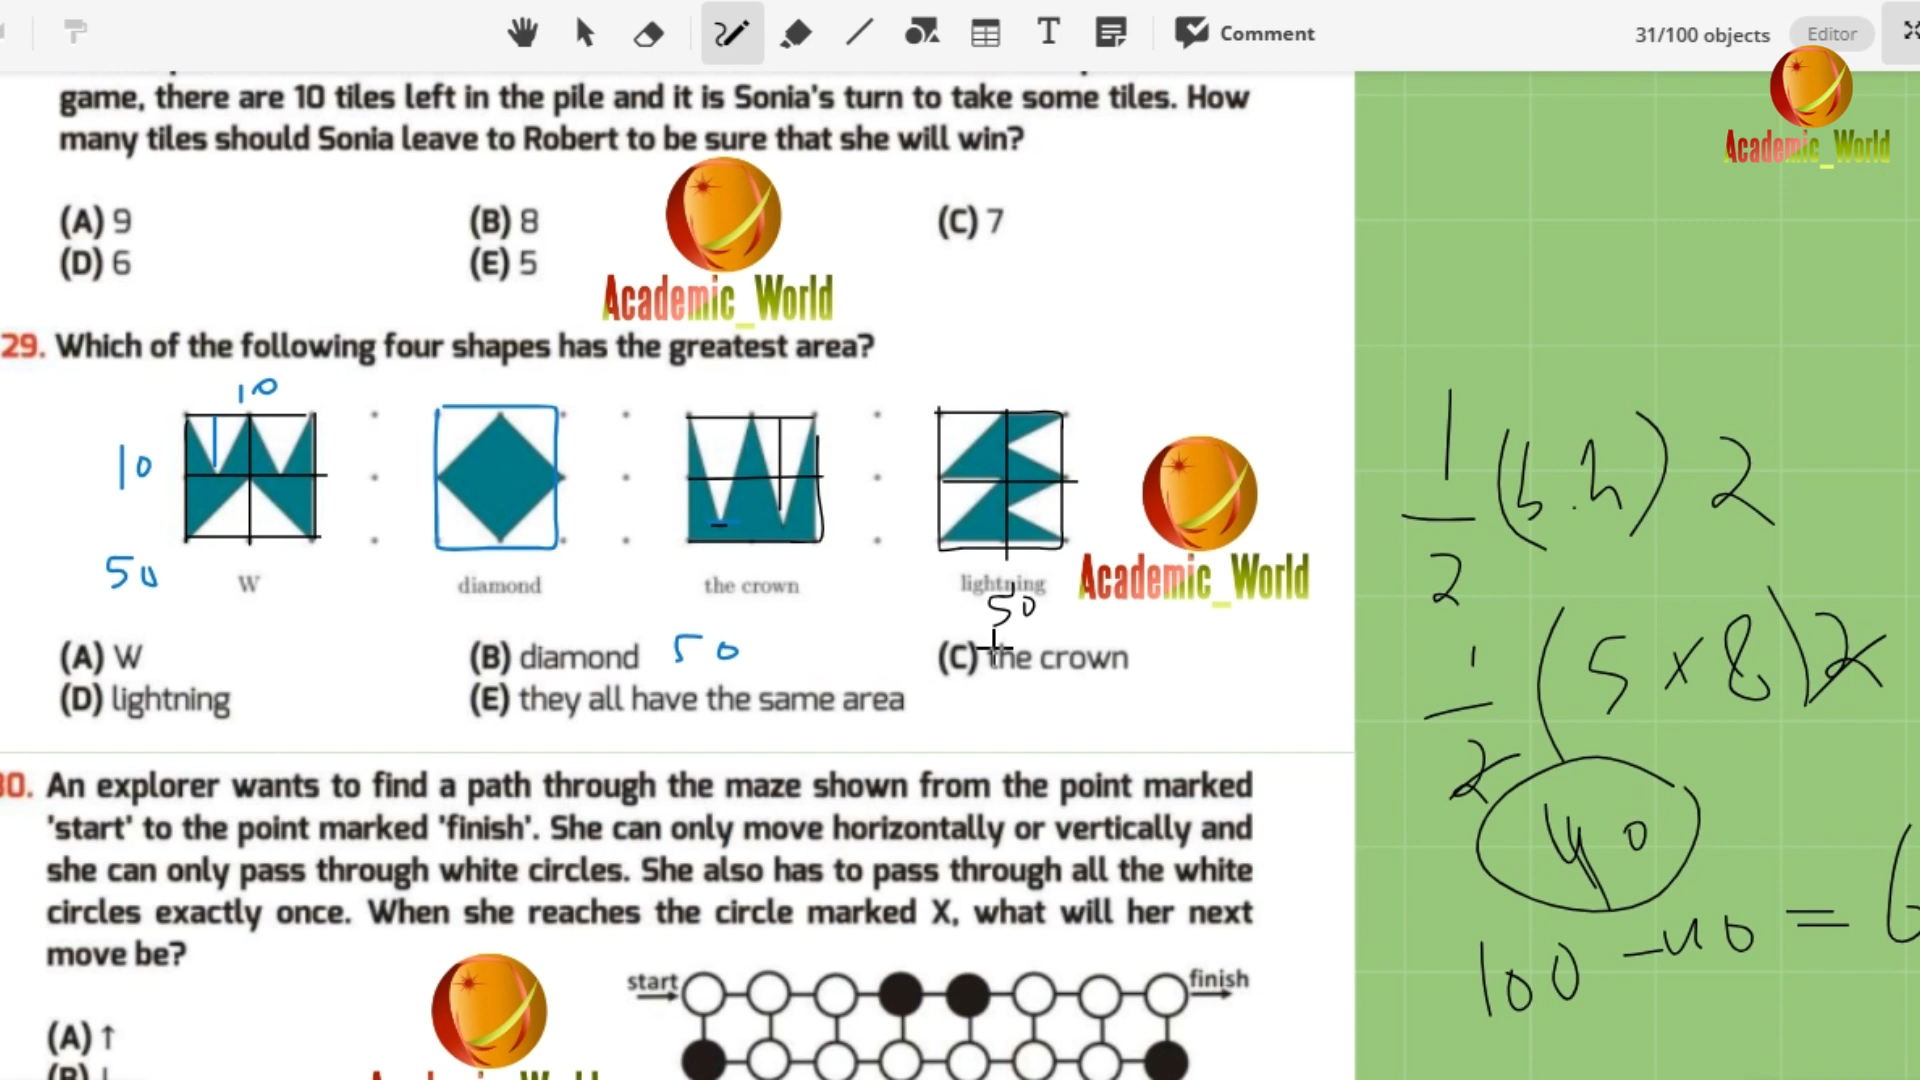 Comment
31/100 objects
Editor
Academic_World
game, there are 10 tiles left in the pile and it is Sonia's turn to take some tiles. How
many tiles should Sonia leave to Robert to be sure that she will win?
(A) 9
(B) 8
(C) 7
(D) 6
(E) 5
Academic_World
29. Which of the following four shapes has the greatest area?
10
10
50
W
diamond
the crown
lightning
Academic_World
50
(A) W
(B) diamond 50
(C) the crown
(D) lightning
(E) they all have the same area
1/2 (b.h) 2
1/2 (5 x 8) 2
40
100 - 40 = 6
30. An explorer wants to find a path through the maze shown from the point marked
'start' to the point marked 'finish'. She can only move horizontally or vertically and
she can only pass through white circles. She also has to pass through all the white
circles exactly once. When she reaches the circle marked X, what will her next
move be?
start
finish
(A) ↑